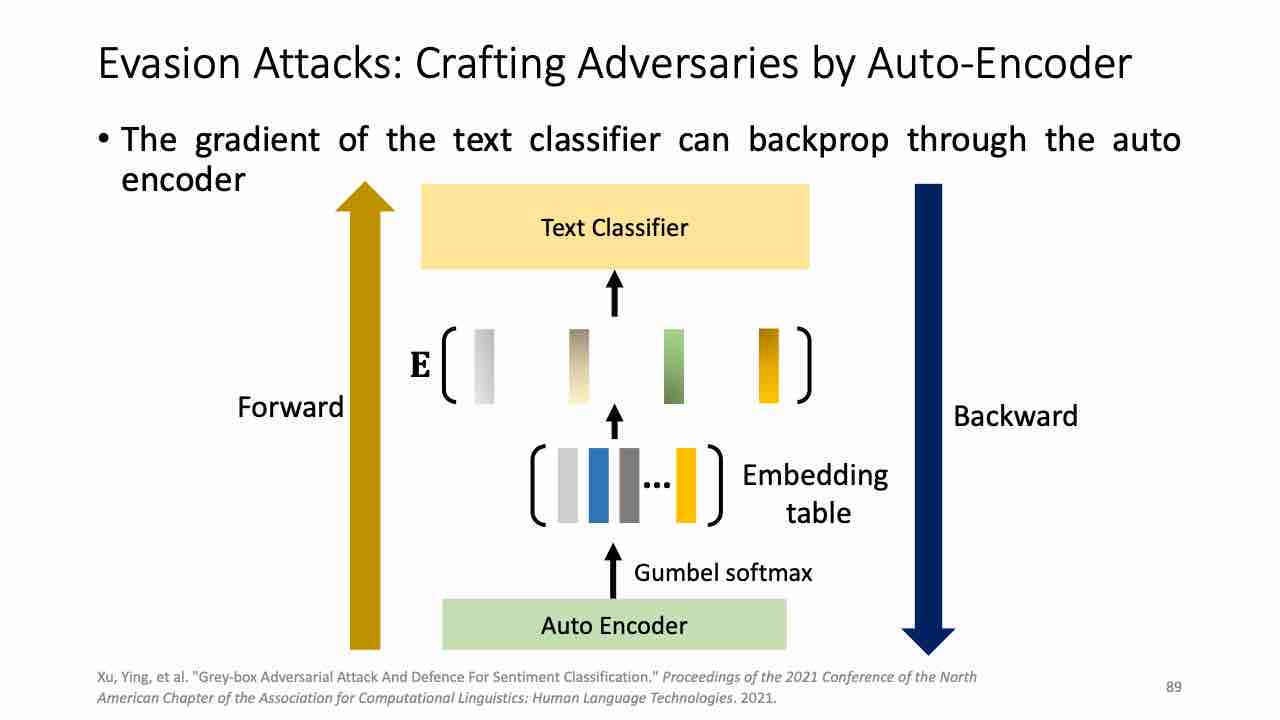 Evasion Attacks: Crafting Adversaries by Auto-Encoder
• The gradient of the text classifier can backprop through the auto
encoder
Text Classifier
E
Forward
Backward
...
Embedding
table
Gumbel softmax
Auto Encoder
Xu, Ying, et al. "Grey-box Adversarial Attack And Defence For Sentiment Classification." Proceedings of the 2021 Conference of the North
American Chapter of the Association for Computational Linguistics: Human Language Technologies. 2021.
89